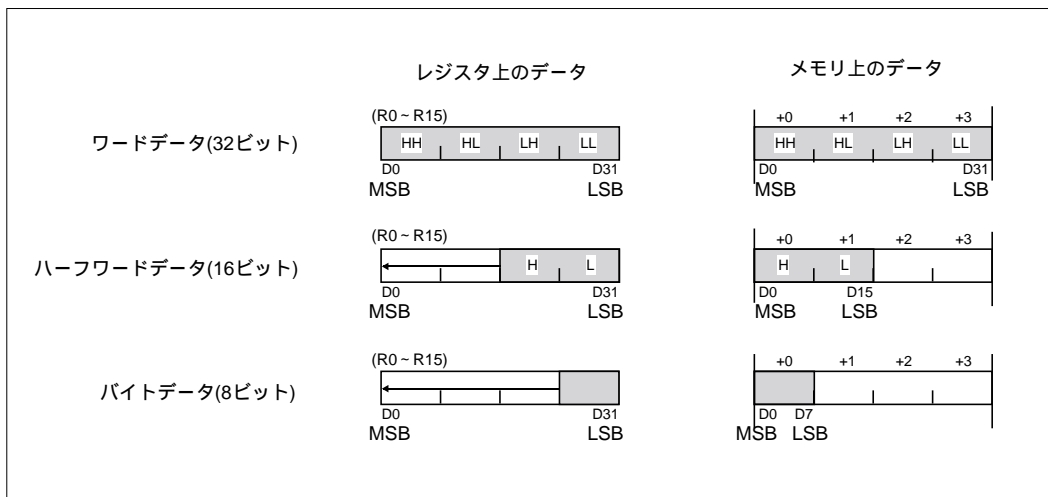 レジスタ上のデータ
メモリ上のデータ
ワードデータ(32ビット)
(R0~R15)
HH HL LH LL
D0 D31
MSB LSB
+0 +1 +2 +3
HH HL LH LL
D0 D31
MSB LSB
ハーフワードデータ(16ビット)
(R0~R15)
H L
D0 D31
MSB LSB
+0 +1 +2 +3
H L
D0 D15
MSB LSB
バイトデータ(8ビット)
(R0~R15)
D0 D31
MSB LSB
+0 +1 +2 +3
D0 D7
MSB LSB